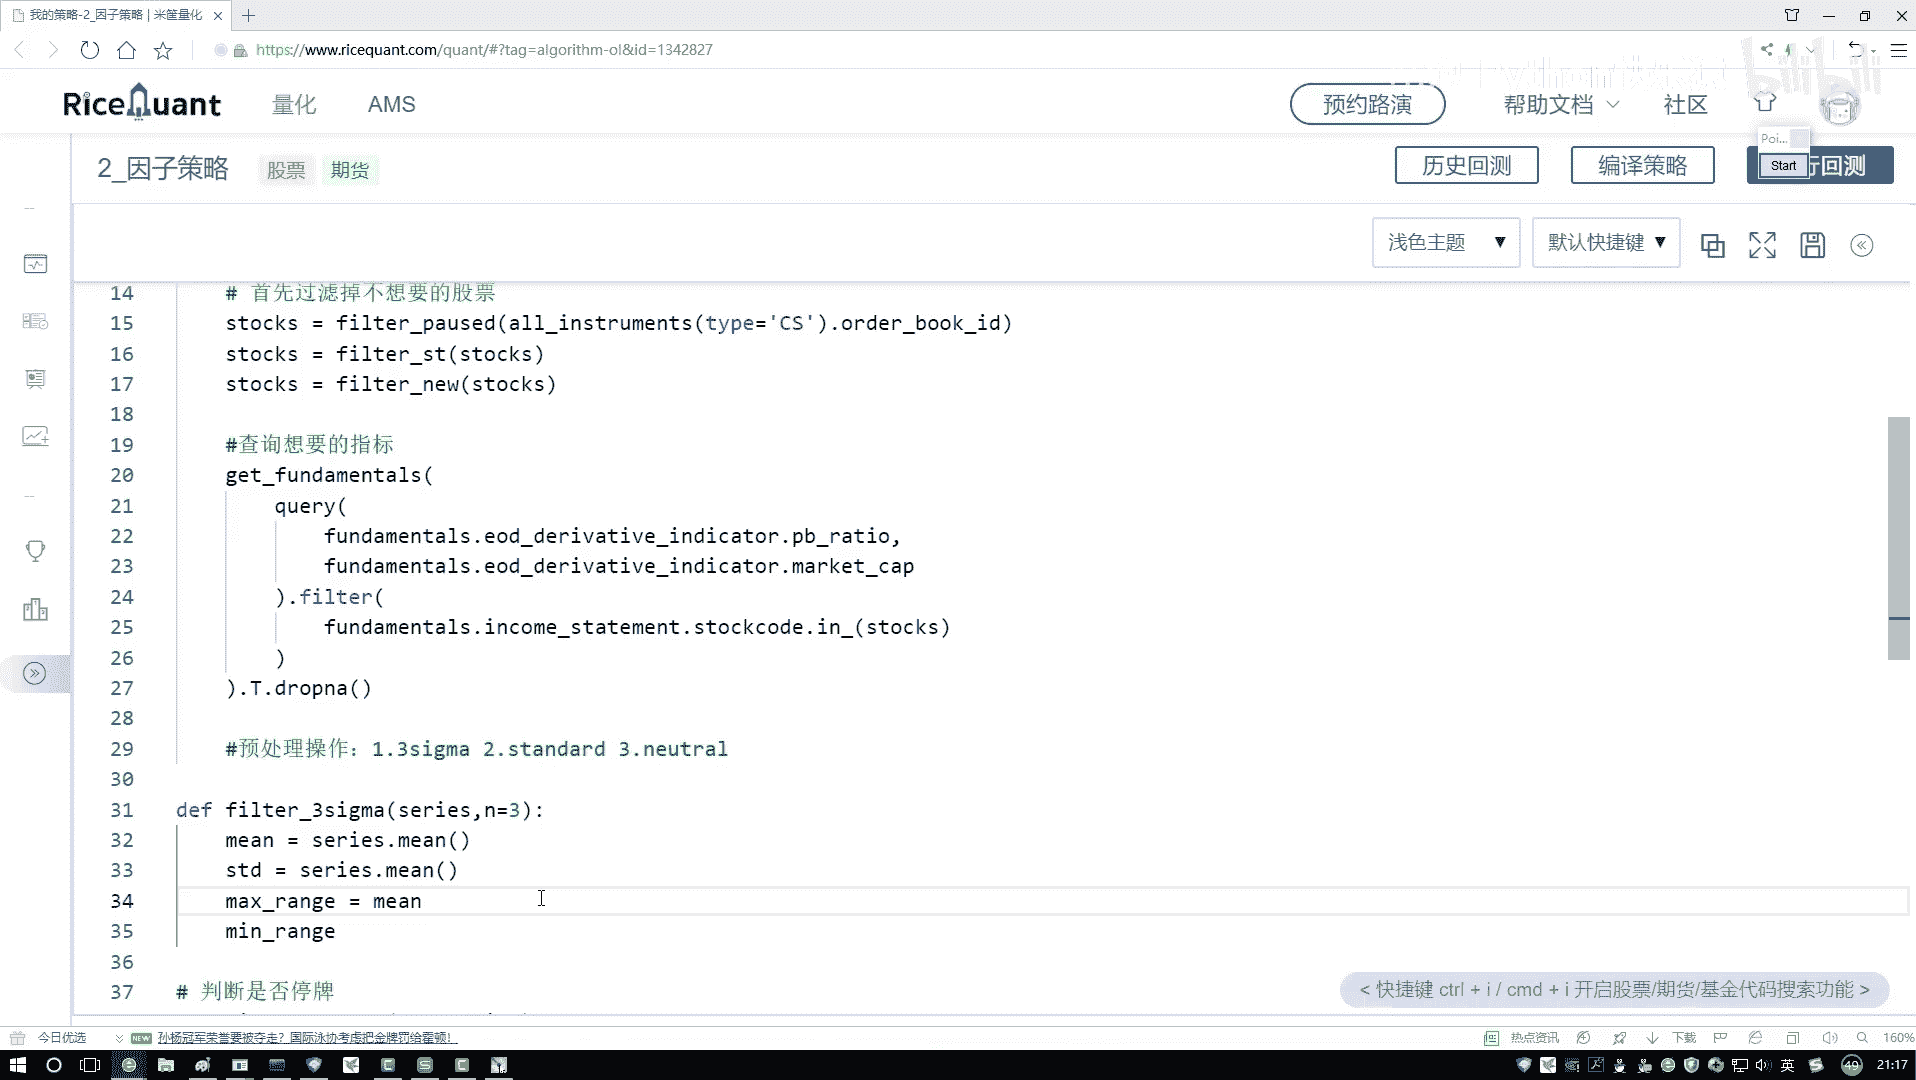 我的策略-2_因子策略 | 米筐量化
https://www.ricequant.com/quant/#?tag=algorithm-ol&id=1342827
RiceQuant 量化 AMS 预约路演 帮助文档 社区
Poi...
2_因子策略 股票 期货 历史回测 编译策略 Start 行回测
浅色主题 ▼ 默认快捷键 ▼
14 # 首先过滤掉不想要的股票
15 stocks = filter_paused(all_instruments(type='CS').order_book_id)
16 stocks = filter_st(stocks)
17 stocks = filter_new(stocks)
18
19 #查询想要的指标
20 get_fundamentals(
21 query(
22 fundamentals.eod_derivative_indicator.pb_ratio,
23 fundamentals.eod_derivative_indicator.market_cap
24 ).filter(
25 fundamentals.income_statement.stockcode.in_(stocks)
26 )
27 ).T.dropna()
28
29 #预处理操作：1.3sigma 2.standard 3.neutral
30
31 def filter_3sigma(series,n=3):
32 mean = series.mean()
33 std = series.mean()
34 max_range = mean
35 min_range
36
37 # 判断是否停牌
< 快捷键 ctrl + i / cmd + i 开启股票/期货/基金代码搜索功能 >
今日优选 NEW 孙杨冠军荣誉要被夺走？国际泳协考虑把金牌罚给霍顿！ 热点资讯 下载 160%
英 49 21:17